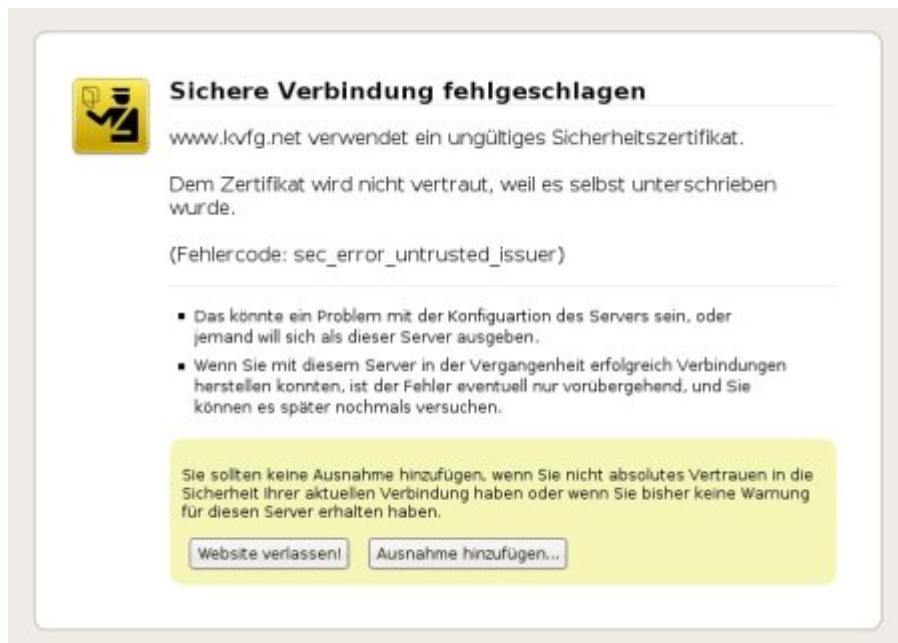 Sichere Verbindung fehlgeschlagen
www.kvfg.net verwendet ein ungültiges Sicherheitszertifikat.
Dem Zertifikat wird nicht vertraut, weil es selbst unterschrieben
wurde.
(Fehlercode: sec_error_untrusted_issuer)
▪ Das könnte ein Problem mit der Konfiguartion des Servers sein, oder
jemand will sich als dieser Server ausgeben.
▪ Wenn Sie mit diesem Server in der Vergangenheit erfolgreich Verbindungen
herstellen konnten, ist der Fehler eventuell nur vorübergehend, und Sie
können es später nochmals versuchen.
Sie sollten keine Ausnahme hinzufügen, wenn Sie nicht absolutes Vertrauen in die
Sicherheit Ihrer aktuellen Verbindung haben oder wenn Sie bisher keine Warnung
für diesen Server erhalten haben.
Website verlassen! Ausnahme hinzufügen...